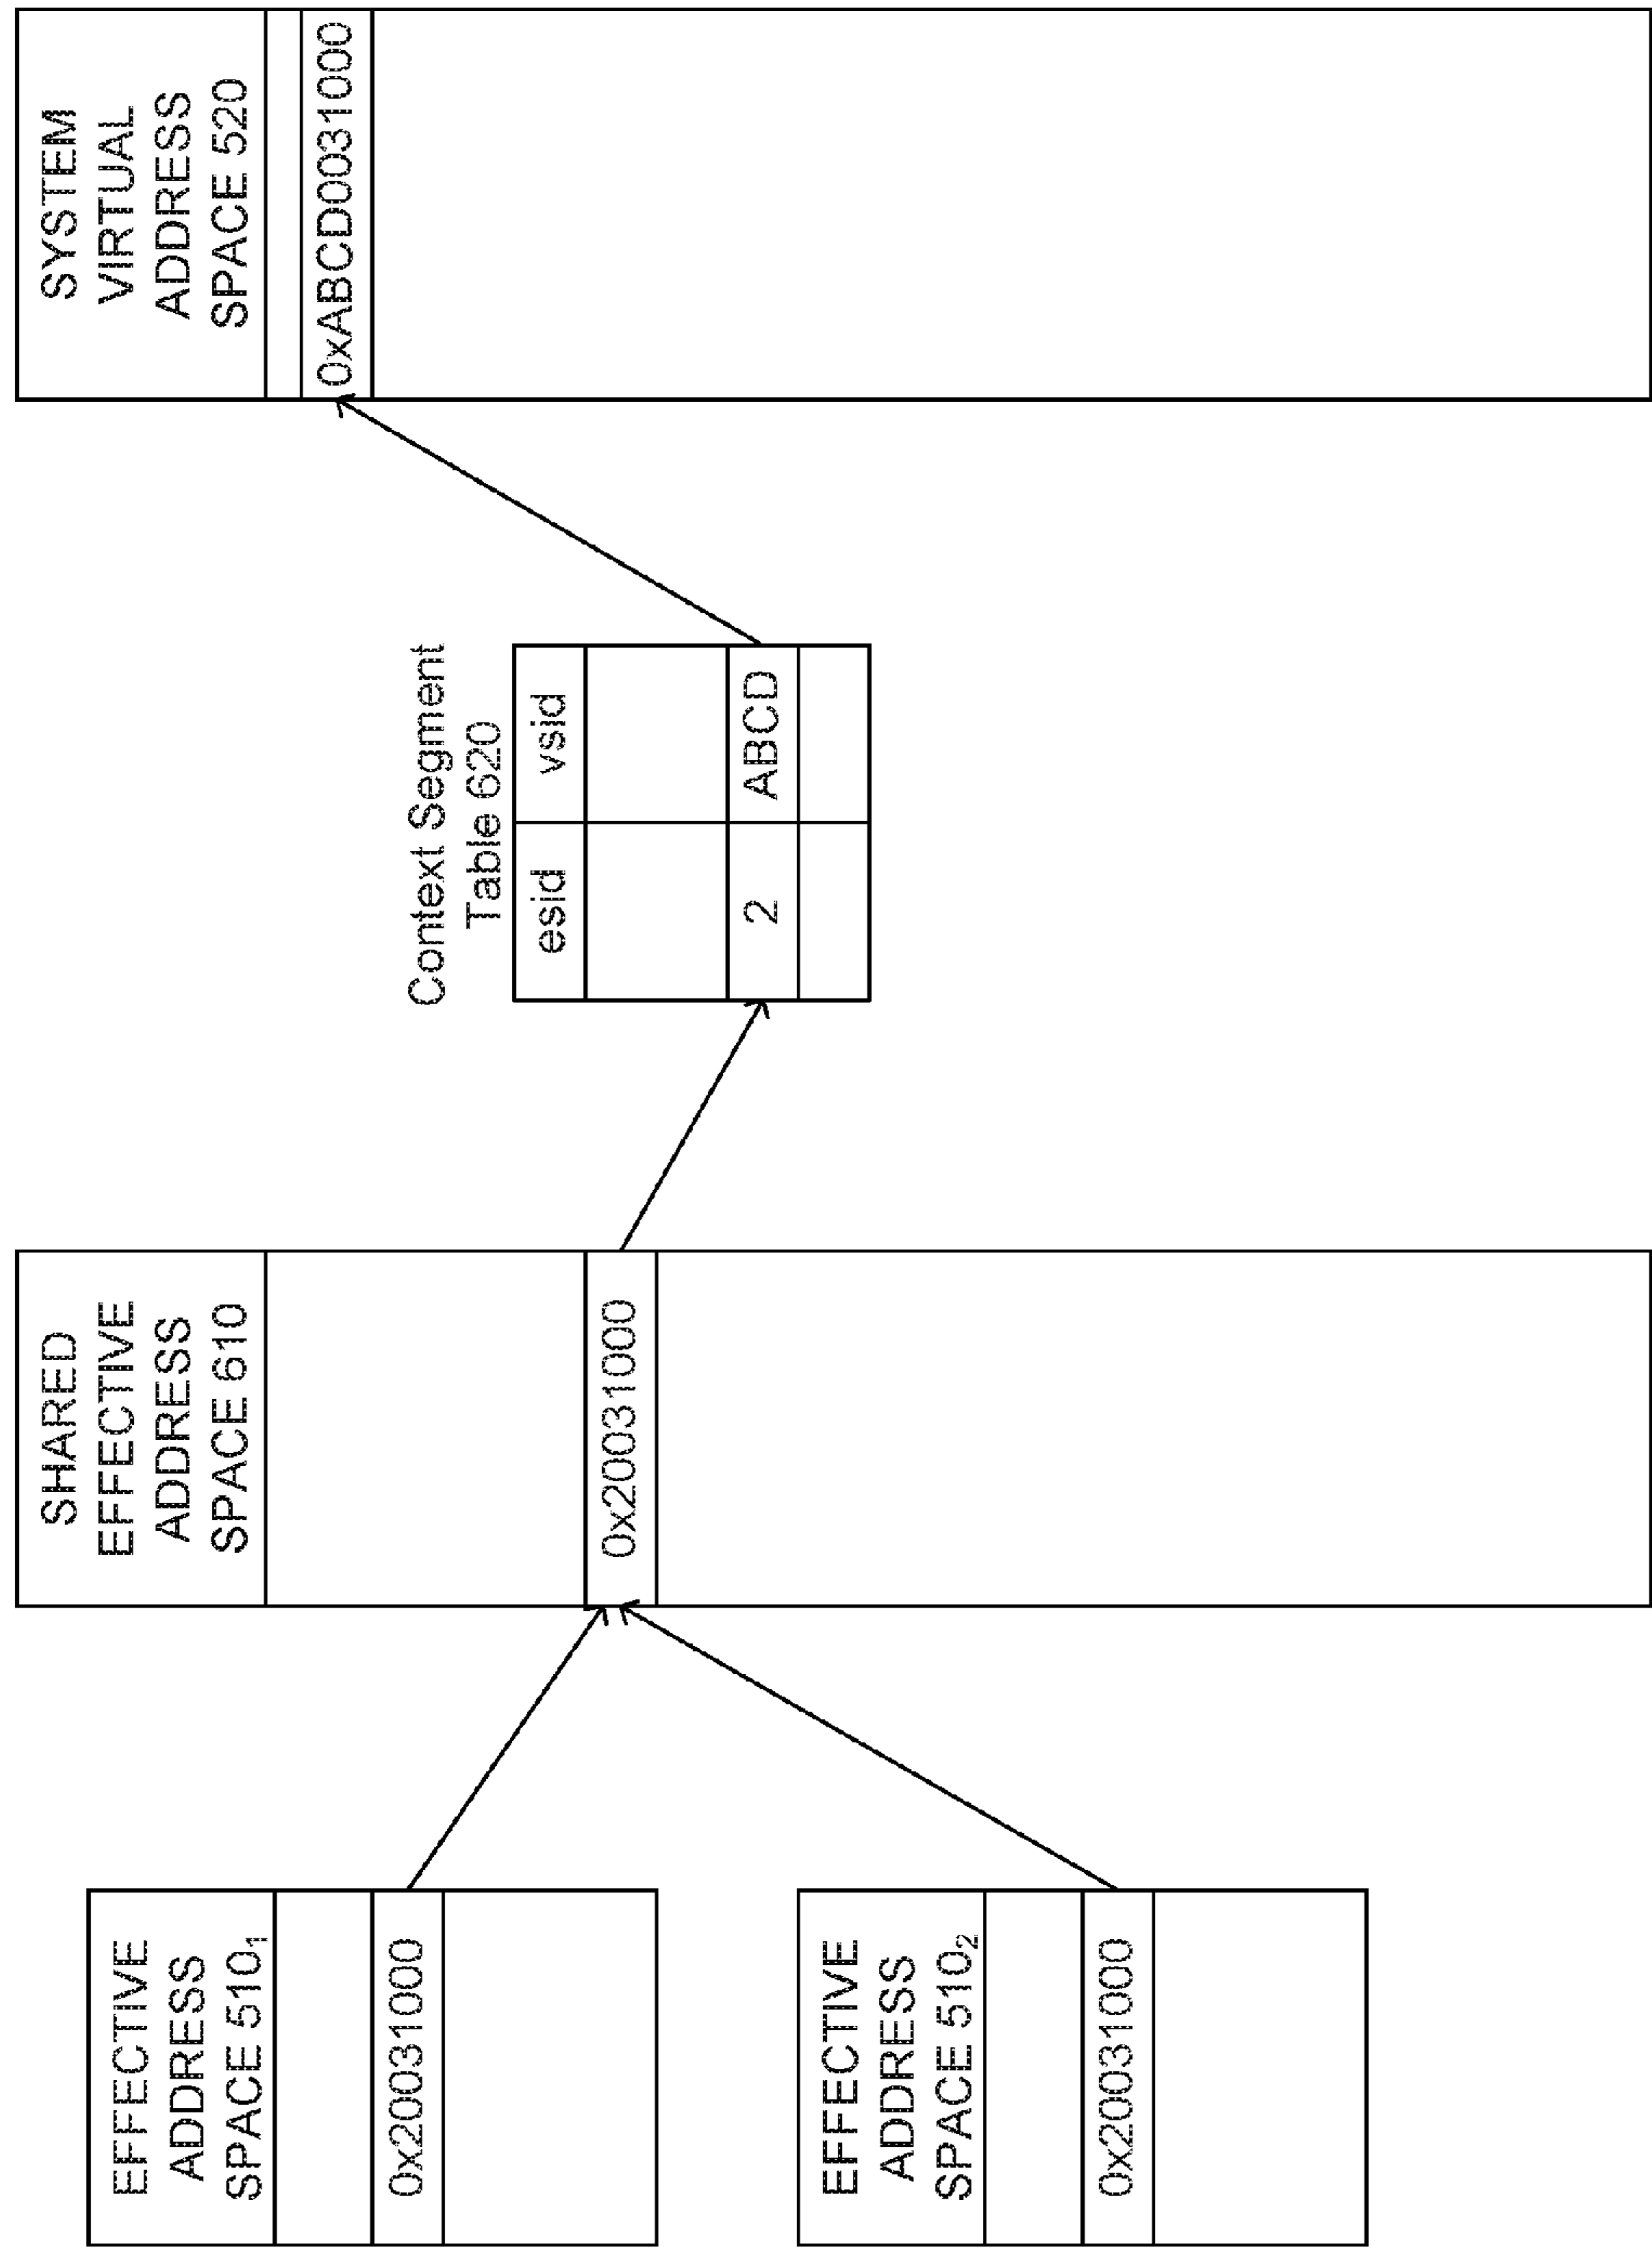 EFFECTIVE
ADDRESS
SPACE 510₁
0x20031000
EFFECTIVE
ADDRESS
SPACE 510₂
0x20031000
SHARED
EFFECTIVE
ADDRESS
SPACE 610
0x20031000
Context Segment
Table 620
esid vsid
2 ABCD
SYSTEM
VIRTUAL
ADDRESS
SPACE 520
0xABCD0031000